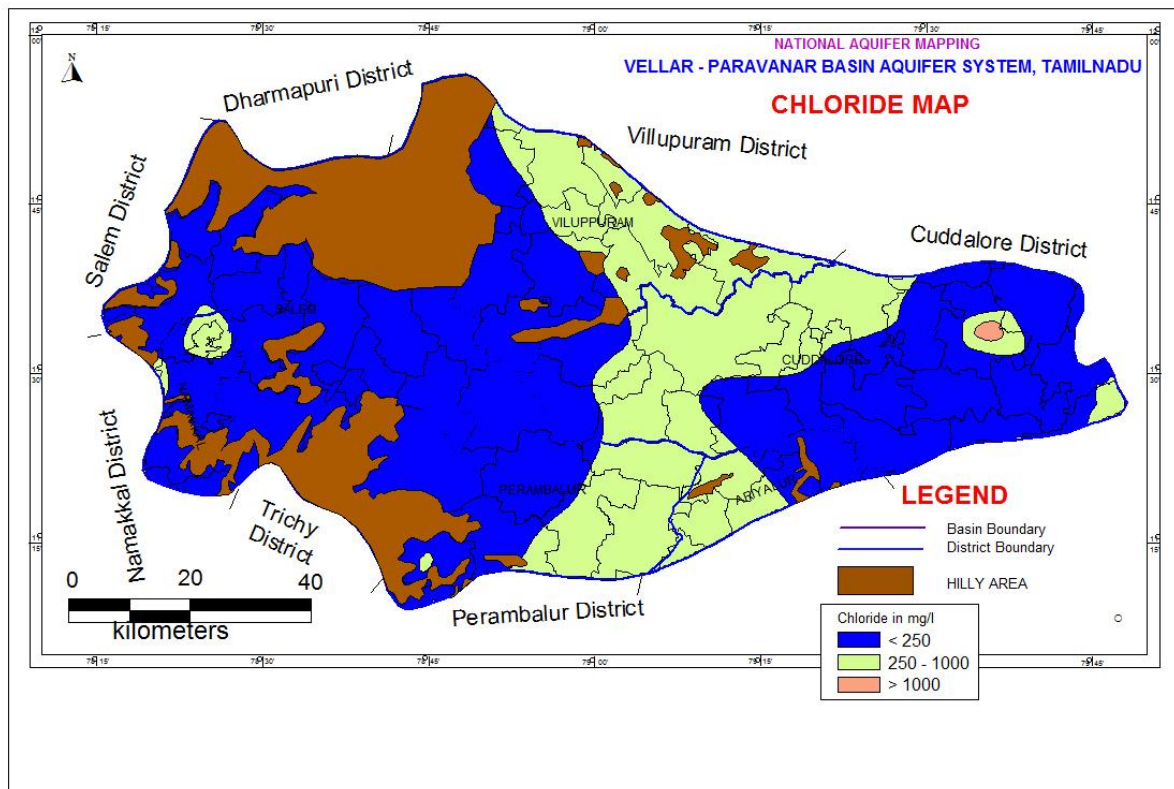 NATIONAL AQUIFER MAPPING
VELLAR - PARAVANAR BASIN AQUIFER SYSTEM, TAMILNADU
CHLORIDE MAP
N
Dharmapuri District
Villupuram District
Salem District
Cuddalore District
VILUPPURAM
SALEM
CUDDALORE
PERAMBALUR
ARIYALUR
Namakkal District
Trichy
District
Perambalur District
0 20 40
kilometers
LEGEND
Basin Boundary
District Boundary
HILLY AREA
Chloride in mg/l
< 250
250 - 1000
> 1000